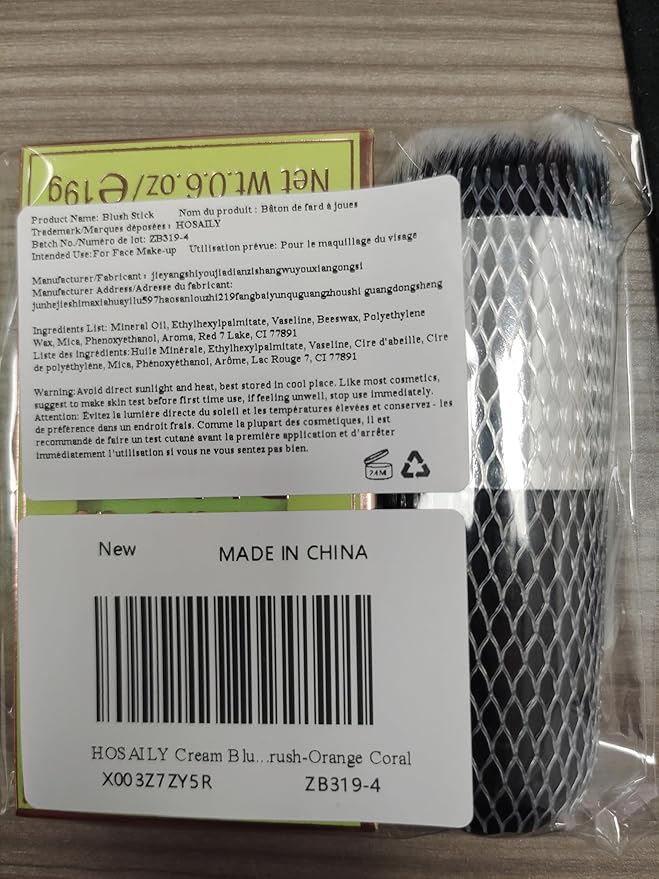 Net Wt.0.6.oz/℮19g
Product Name: Blush Stick Nom du produit : Bâton de fard à joues
Trademark/Marques déposées : HOSAILY
Batch No./Numéro de lot: ZB319-4
Intended Use:For Face Make-up Utilisation prévue: Pour le maquillage du visage
Manufacturer/Fabricant : jieyangshiyoujiadianzishangwuyouxiangongsi
Manufacturer Address/Adresse du fabricant:
junhejieshimaxiahuayilu597haosanlouzhi219fangbaiyunquguangzhoushi guangdongsheng
Ingredients List: Mineral Oil, Ethylhexylpalmitate, Vaseline, Beeswax, Polyethylene
Wax, Mica, Phenoxyethanol, Aroma, Red 7 Lake, CI 77891
Liste des ingrédients:Huile Minérale, Ethylhexylpalmitate, Vaseline, Cire d'abeille, Cire
de polyéthylène, Mica, Phénoxyéthanol, Arôme, Lac Rouge 7, CI 77891
Warning:Avoid direct sunlight and heat, best stored in cool place. Like most cosmetics,
suggest to make skin test before first time use, if feeling unwell, stop use immediately.
Attention: Évitez la lumière directe du soleil et les températures élevées et conservez - les
de préférence dans un endroit frais. Comme la plupart des cosmétiques, il est
recommandé de faire un test cutané avant la première application et d'arrêter
immédiatement l'utilisation si vous ne vous sentez pas bien.
24M
New MADE IN CHINA
HOSAILY Cream Blu...rush-Orange Coral
X003Z7ZY5R ZB319-4